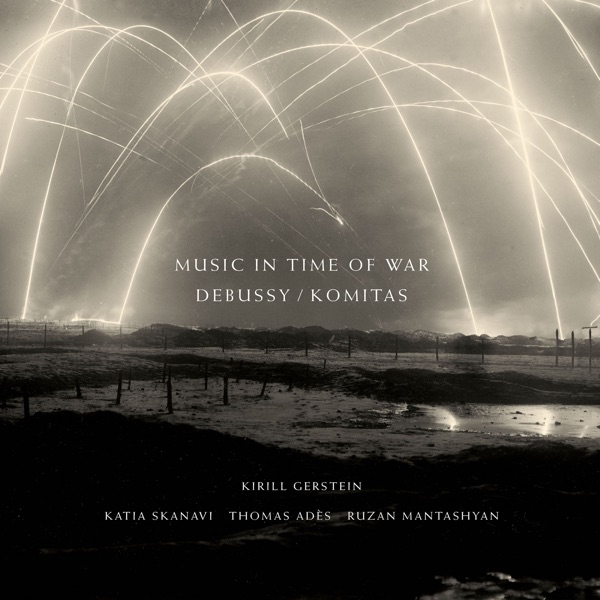 MUSIC IN TIME OF WAR
DEBUSSY / KOMITAS
KIRILL GERSTEIN
KATIA SKANAVI THOMAS ADÈS RUZAN MANTASHYAN